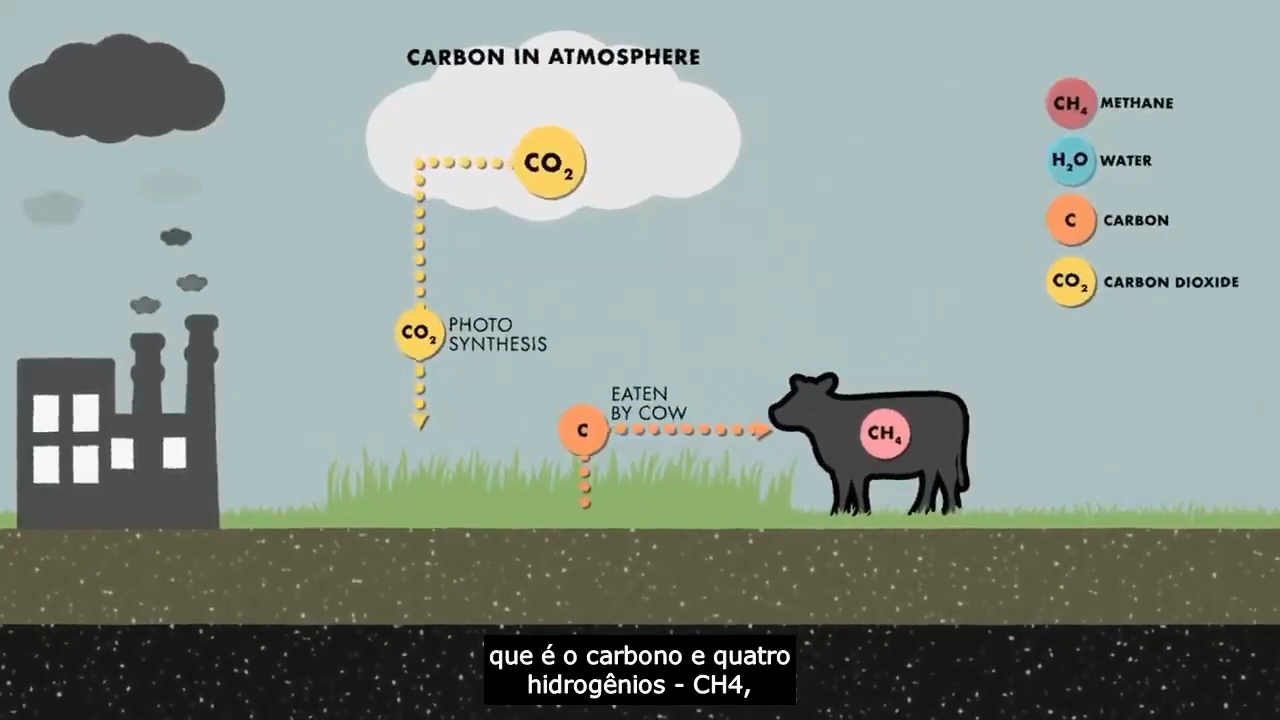 CARBON IN ATMOSPHERE
CO₂
CH₄ METHANE
H₂O WATER
C CARBON
CO₂ CARBON DIOXIDE
CO₂
PHOTO
SYNTHESIS
EATEN
BY COW
C
CH₄
que é o carbono e quatro
hidrogênios - CH4,